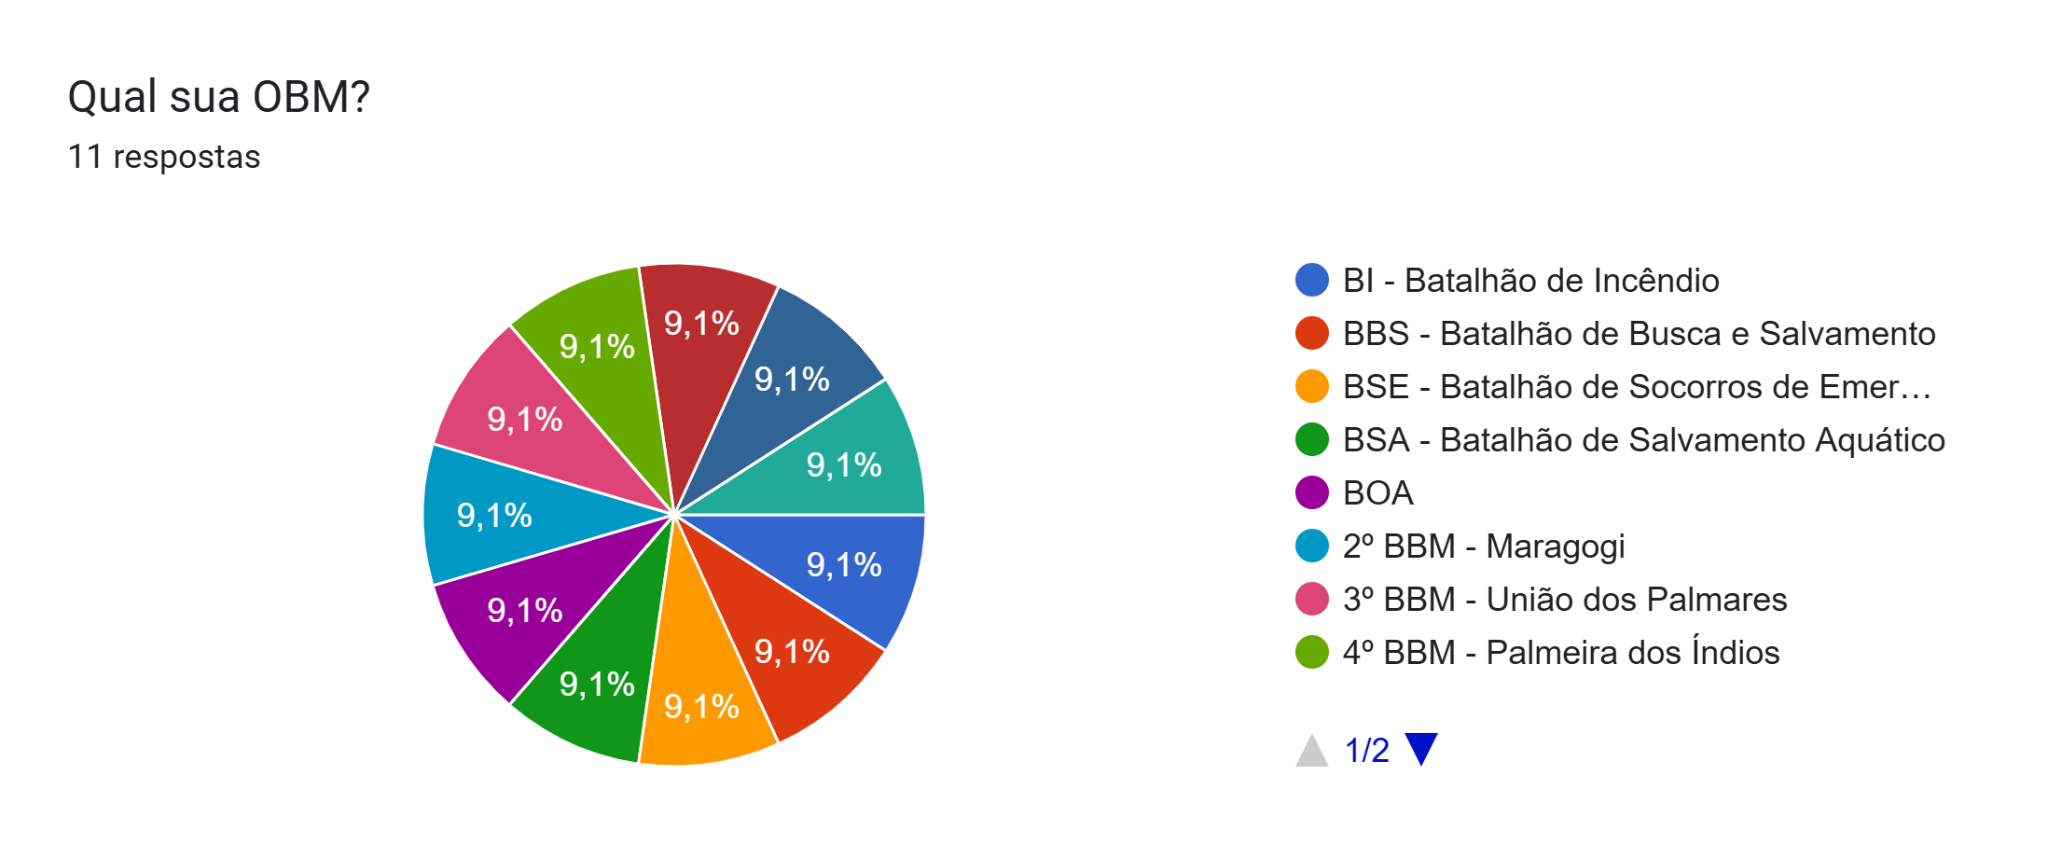 Qual sua OBM?
11 respostas
9,1%
9,1%
9,1%
9,1%
9,1%
9,1%
9,1%
9,1%
9,1%
9,1%
9,1%
BI - Batalhão de Incêndio
BBS - Batalhão de Busca e Salvamento
BSE - Batalhão de Socorros de Emer…
BSA - Batalhão de Salvamento Aquático
BOA
2º BBM - Maragogi
3º BBM - União dos Palmares
4º BBM - Palmeira dos Índios
1/2